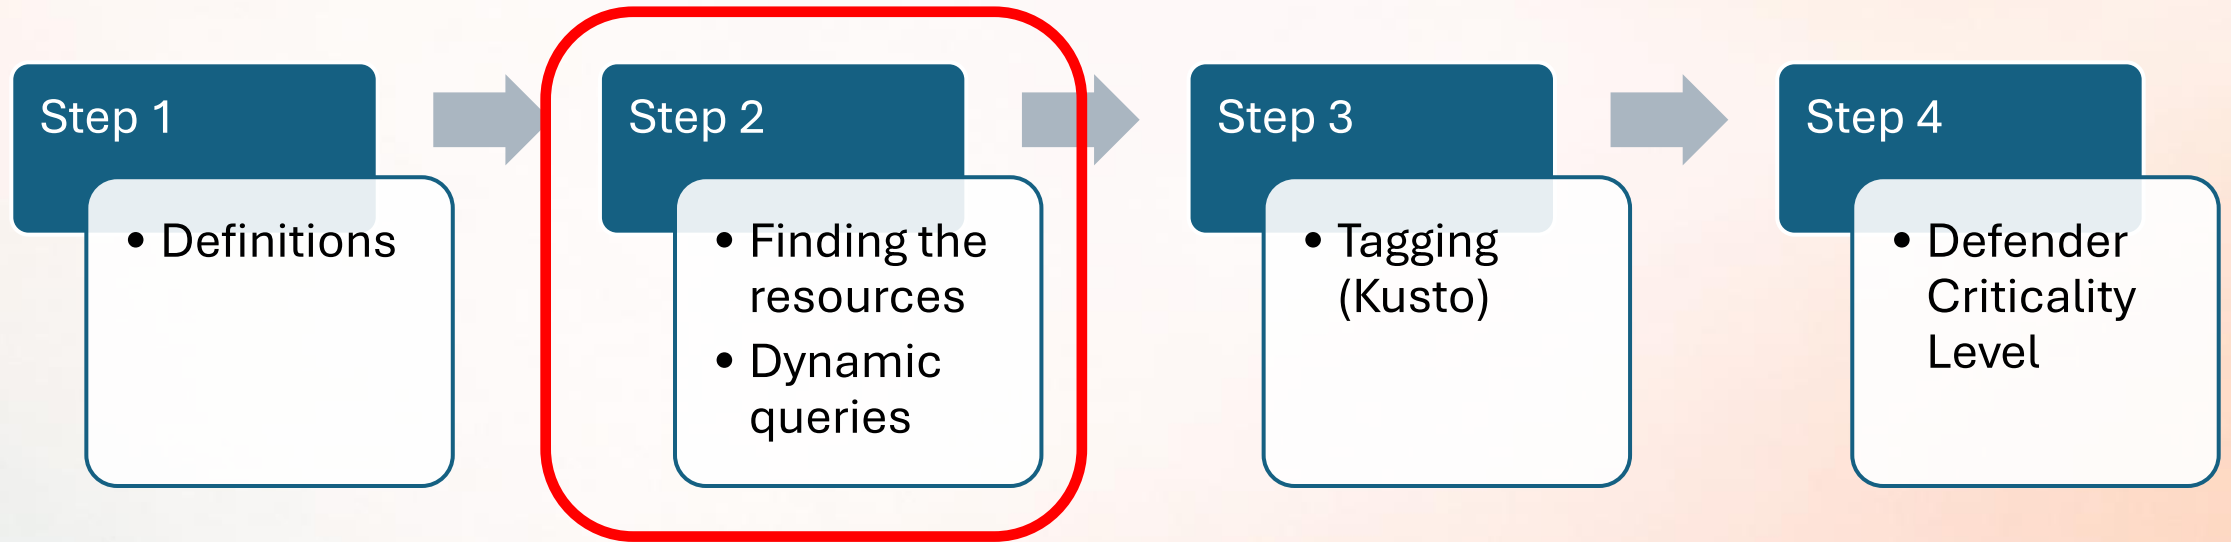 Step 1
• Definitions
Step 2
• Finding the
resources
• Dynamic
queries
Step 3
• Tagging
(Kusto)
Step 4
• Defender
Criticality
Level